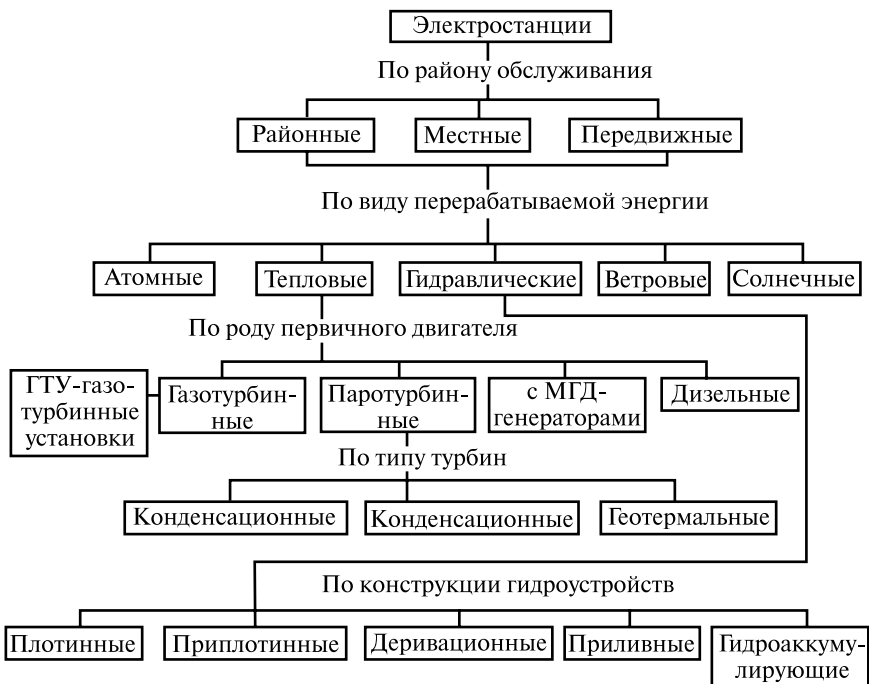 Электростанции
По району обслуживания
Районные
Местные
Передвижные
По виду перерабатываемой энергии
Атомные
Тепловые
Гидравлические
Ветровые
Солнечные
По роду первичного двигателя
ГТУ-газо-
турбинные
установки
Газотурбин-
ные
Паротурбин-
ные
с МГД-
генераторами
Дизельные
По типу турбин
Конденсационные
Конденсационные
Геотермальные
По конструкции гидроустройств
Плотинные
Приплотинные
Деривационные
Приливные
Гидроаккуму-
лирующие